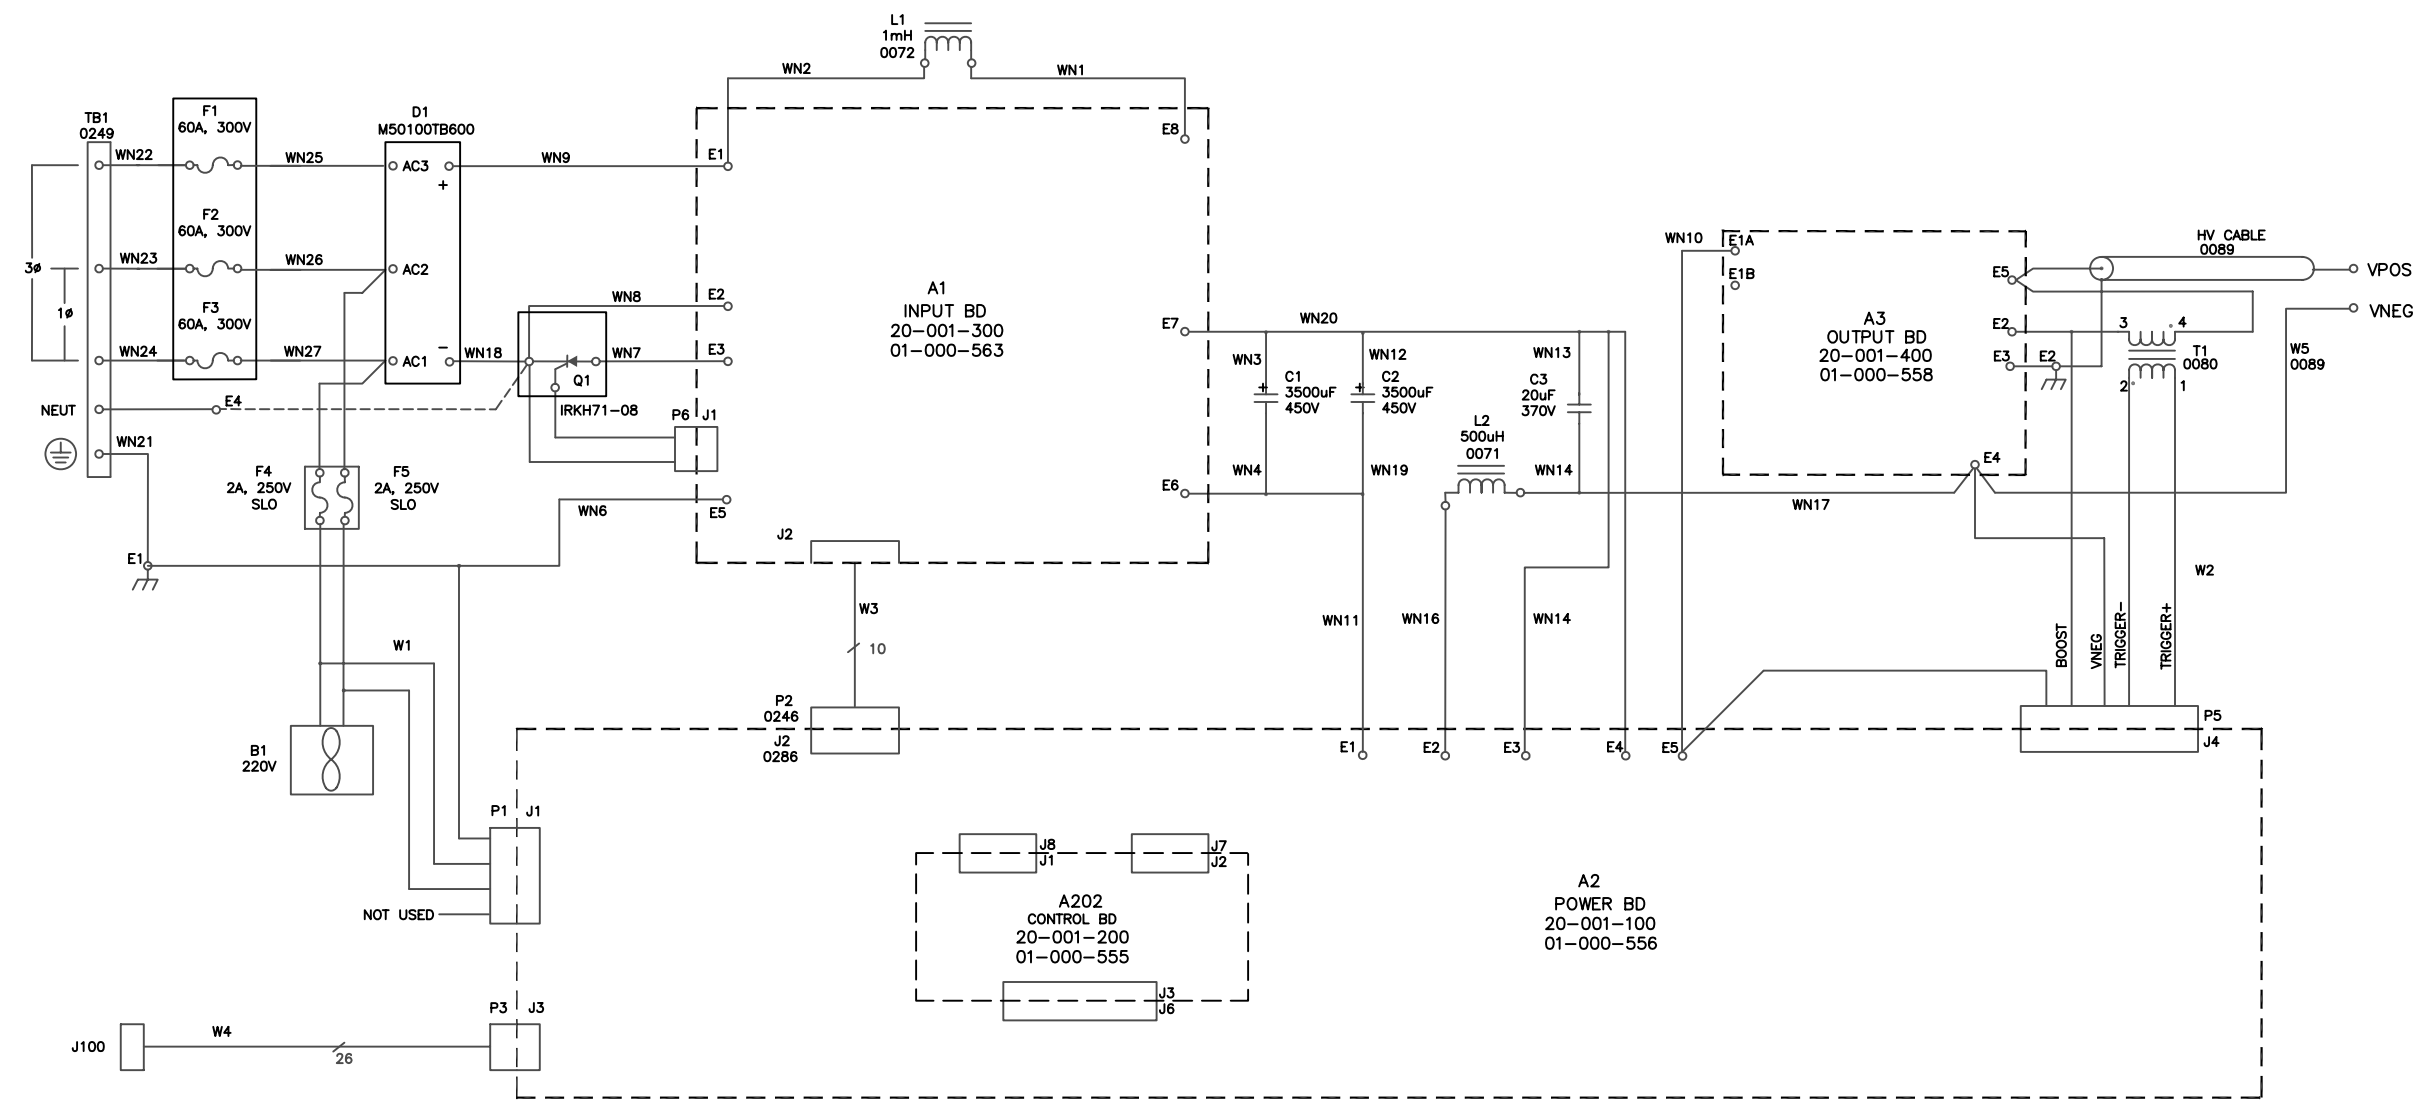 L1
1mH
0072
WN2
WN1
TB1
0249
F1
60A, 300V
D1
M50100TB600
WN22
WN25
AC3
+
WN9
E1
E8
F2
60A, 300V
WN23
WN26
AC2
3ø
1ø
F3
60A, 300V
WN24
WN27
AC1
−
WN18
WN8
E2
WN7
E3
Q1
IRKH71-08
NEUT
E4
WN21
P6
J1
F4
2A, 250V
SLO
F5
2A, 250V
SLO
WN6
E5
E1
A1
INPUT BD
20-001-300
01-000-563
E7
E6
J2
W3
10
P2
0246
J2
0286
WN20
WN3
+
C1
3500uF
450V
WN4
WN12
+
C2
3500uF
450V
WN19
WN13
C3
20uF
370V
L2
500uH
0071
WN14
WN17
WN11
WN16
WN14
WN10
E1A
E1B
A3
OUTPUT BD
20-001-400
01-000-558
E5
E2
E3
E2
E4
HV CABLE
0089
VPOS
VNEG
3
4
T1
0080
2
1
W5
0089
W2
BOOST
VNEG
TRIGGER-
TRIGGER+
P5
J4
E1
E2
E3
E4
E5
W1
B1
220V
P1
J1
NOT USED
J8
J1
J7
J2
A202
CONTROL BD
20-001-200
01-000-555
J3
J6
A2
POWER BD
20-001-100
01-000-556
P3
J3
J100
W4
26